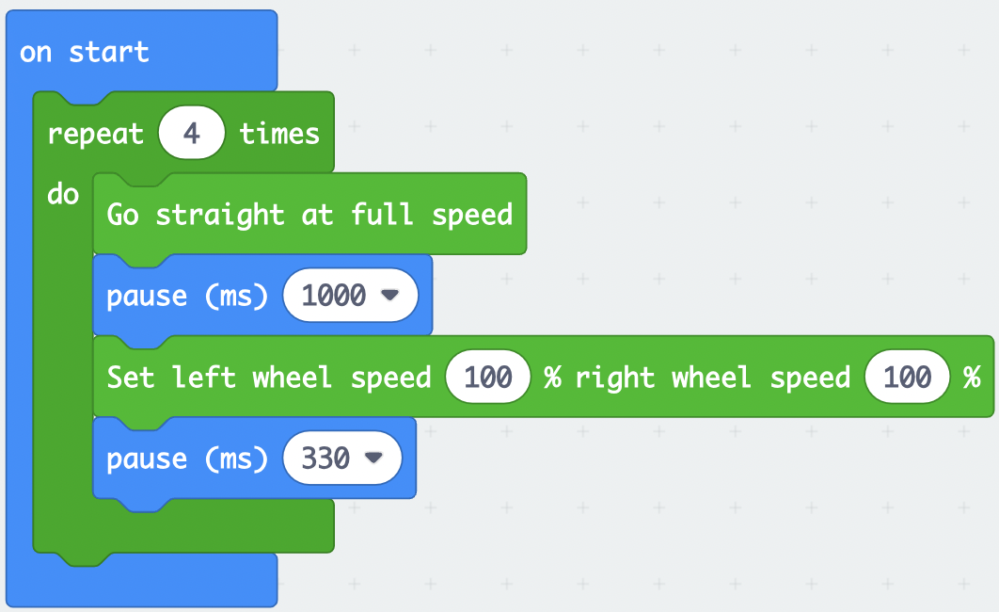 on start
repeat 4 times
do
Go straight at full speed
pause (ms) 1000
Set left wheel speed 100 % right wheel speed 100 %
pause (ms) 330